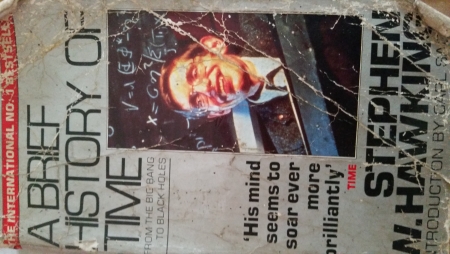 THE INTERNATIONAL NO. 1 BESTSELLER
A BRIEF
HISTORY OF
TIME
FROM THE BIG BANG
TO BLACK HOLES
'His mind
seems to
soar ever
more
brilliantly'
TIME
STEPHEN
W. HAWKING
INTRODUCTION BY CARL SA